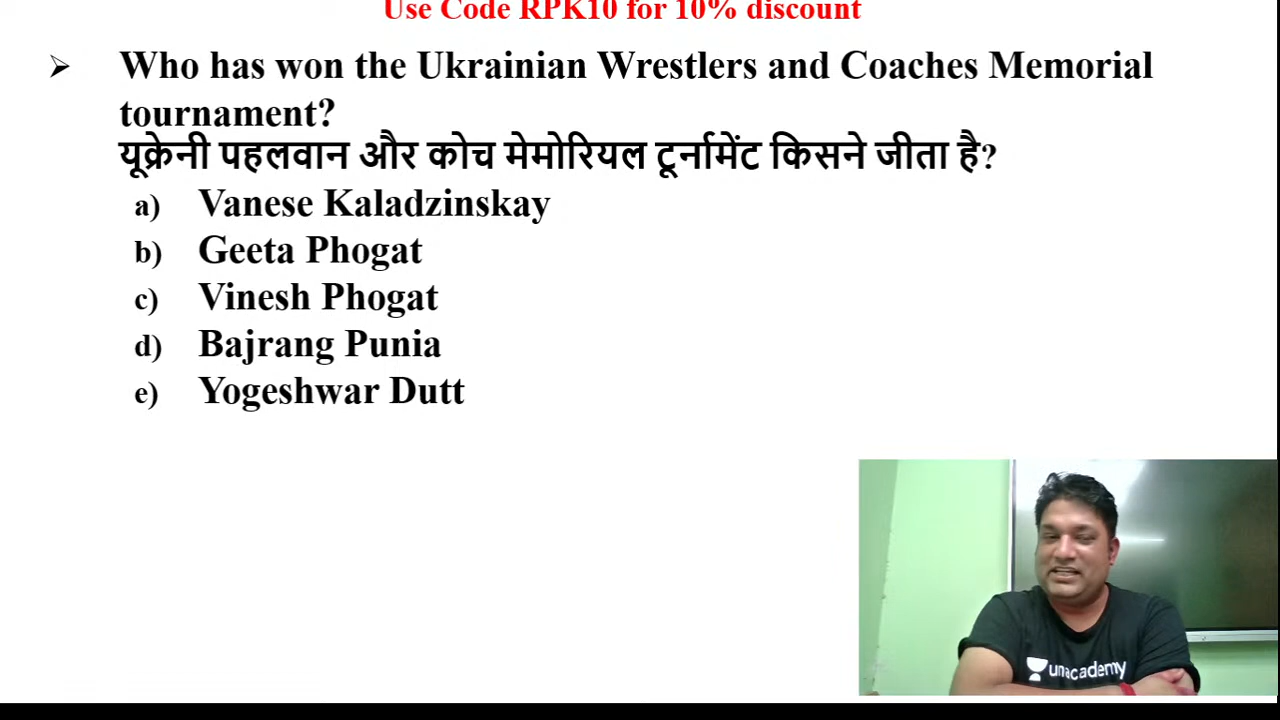 Use Code RPK10 for 10% discount
➢ Who has won the Ukrainian Wrestlers and Coaches Memorial
tournament?
यूक्रेनी पहलवान और कोच मेमोरियल टूर्नामेंट किसने जीता है?
a) Vanese Kaladzinskay
b) Geeta Phogat
c) Vinesh Phogat
d) Bajrang Punia
e) Yogeshwar Dutt
unacademy